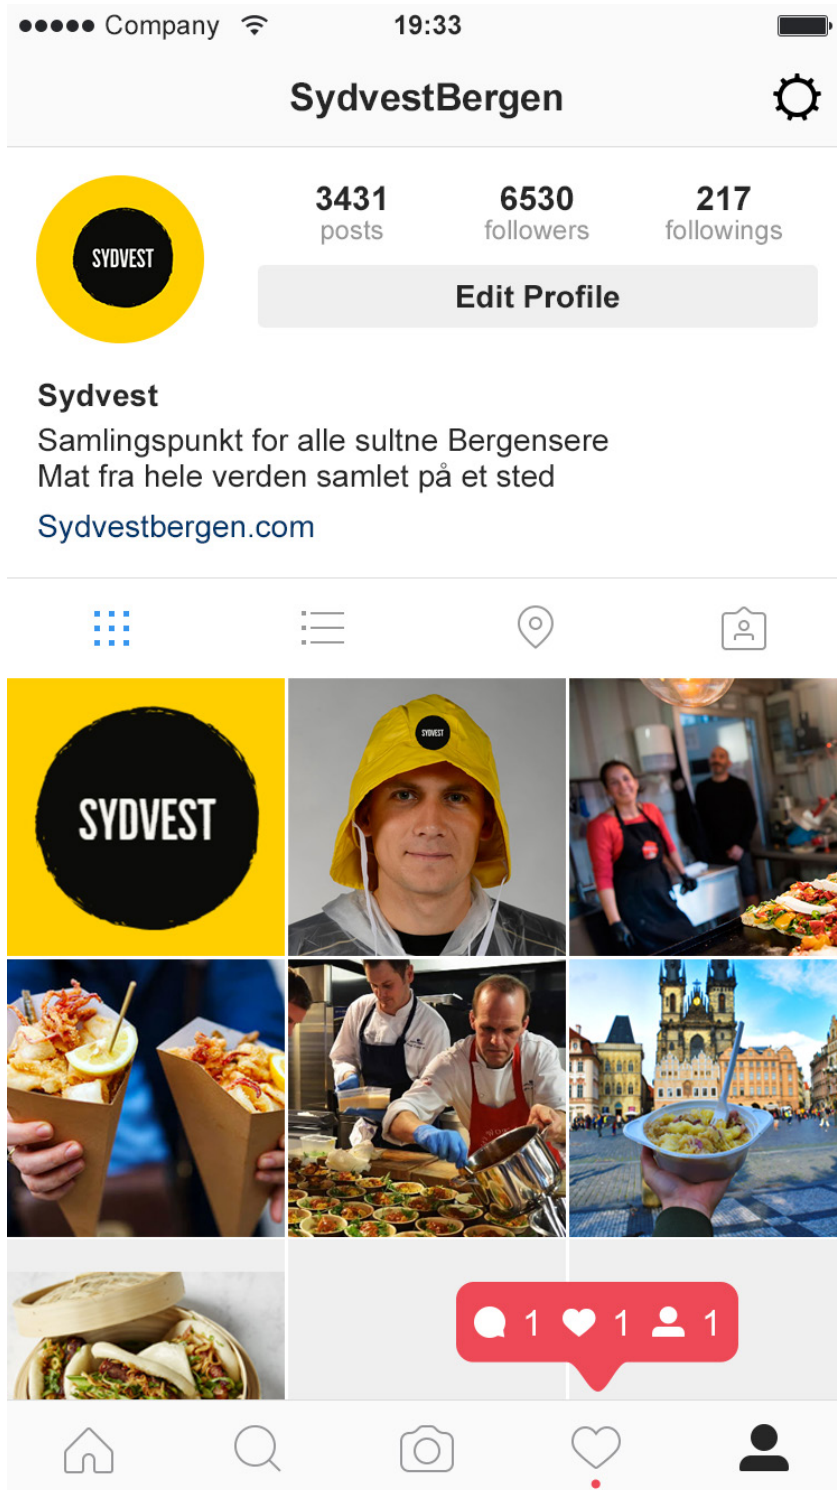 Company 19:33
SydvestBergen
3431 6530 217
posts followers followings
SYDVEST
Edit Profile
Sydvest
Samlingspunkt for alle sultne Bergensere
Mat fra hele verden samlet på et sted
Sydvestbergen.com
SYDVEST
SYDVEST
1 1 1